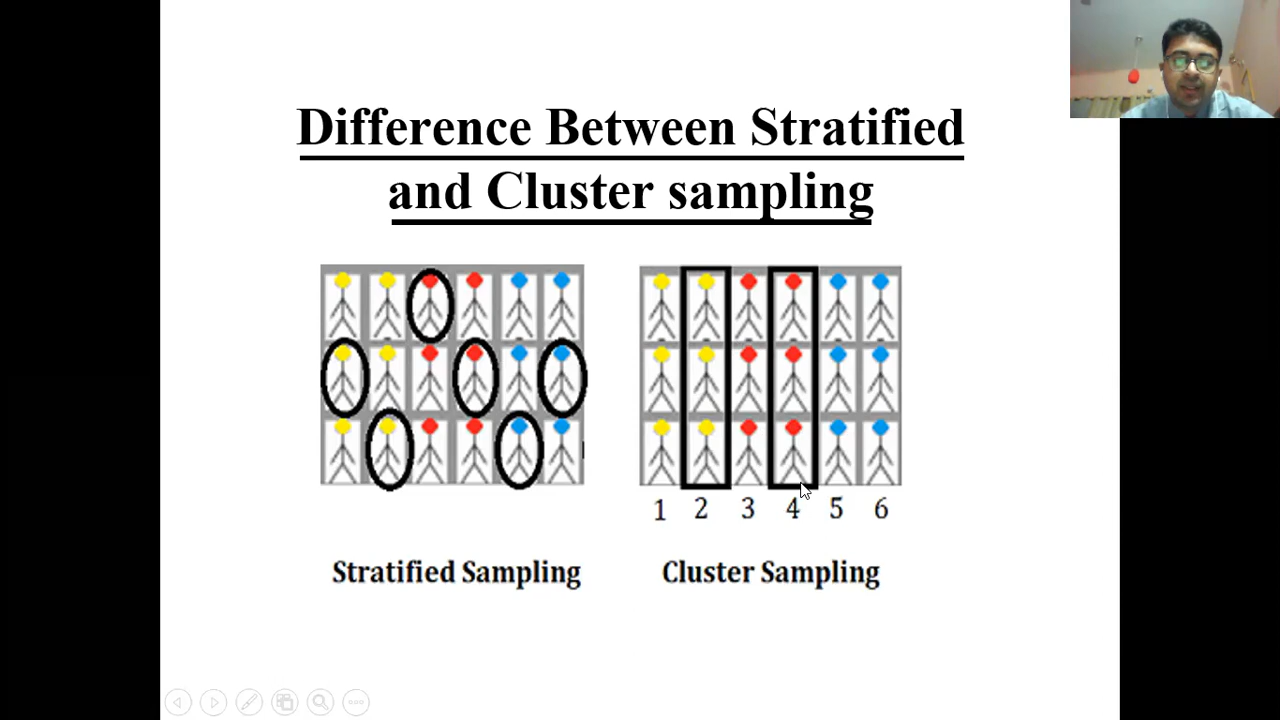 Difference Between Stratified
and Cluster sampling
1 2 3 4 5 6
Stratified Sampling
Cluster Sampling